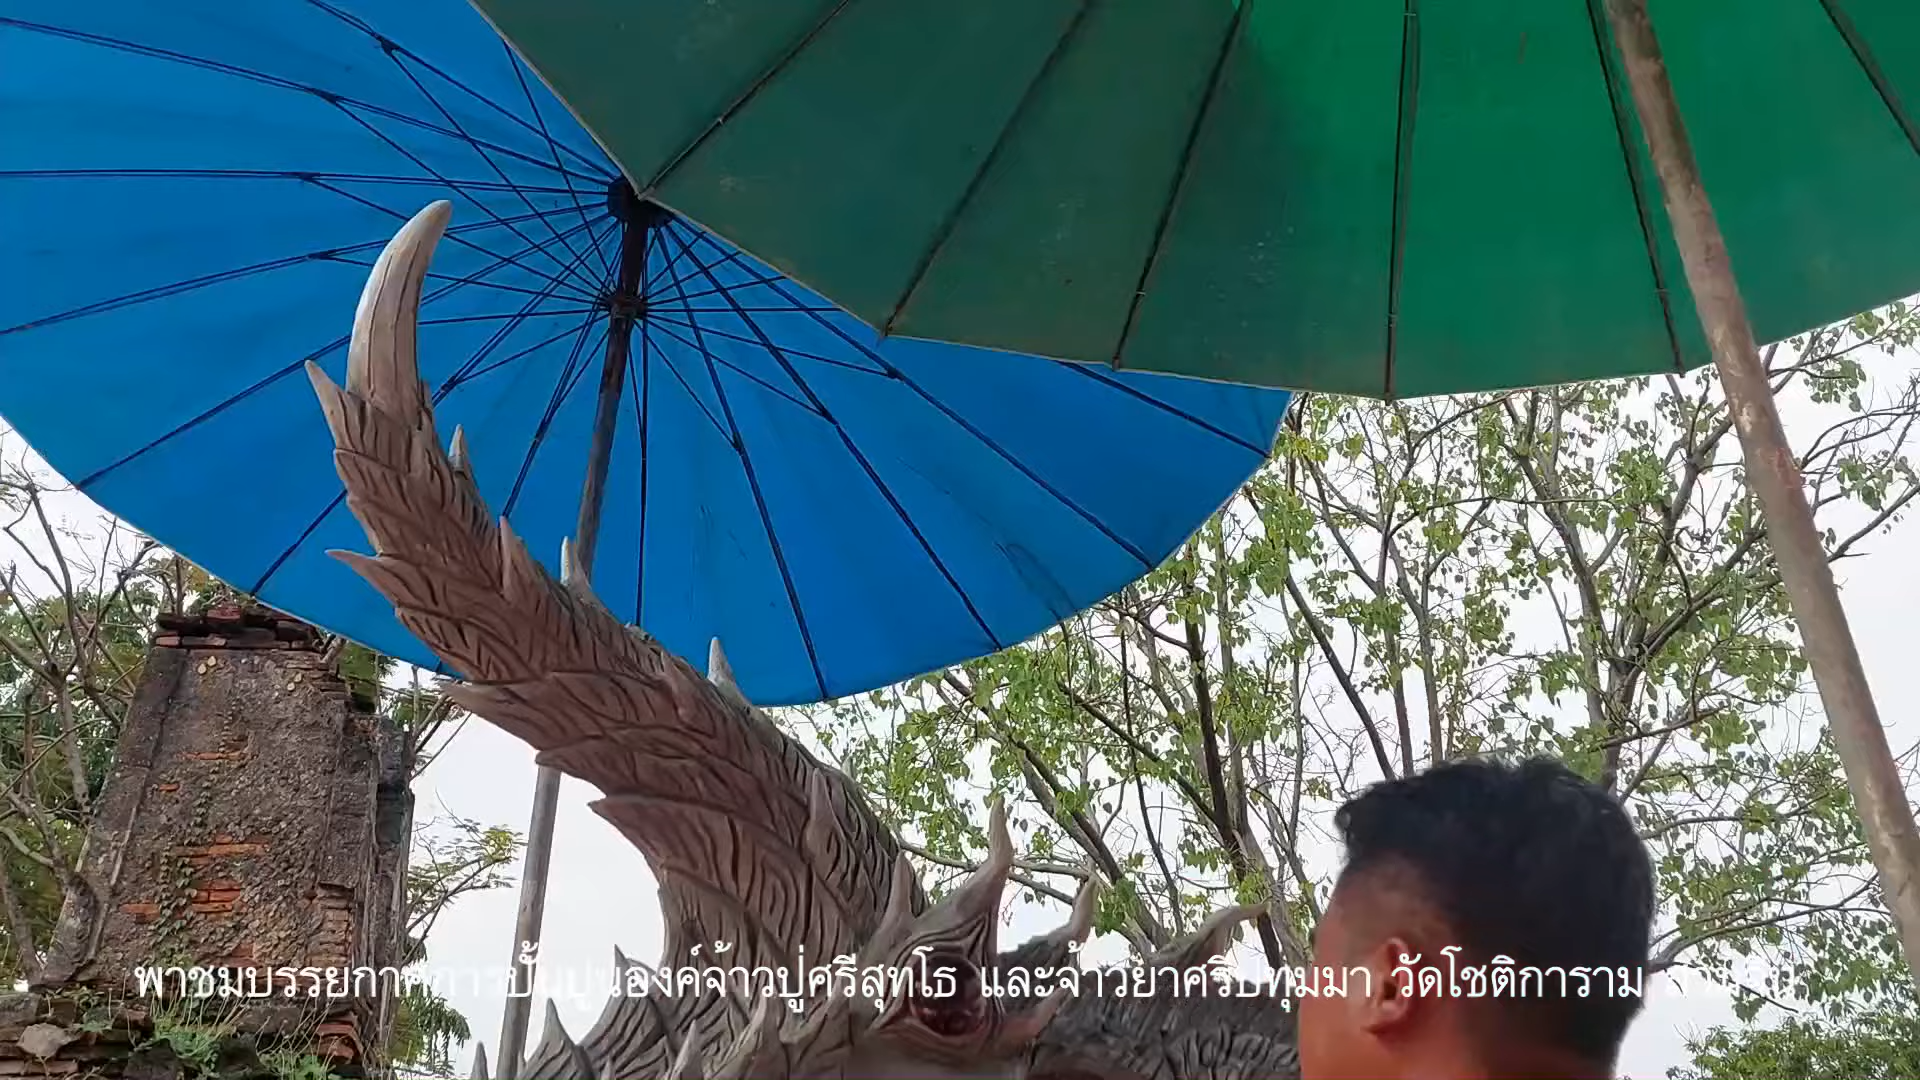 พาชมบรรยกาศการปั้นปูนองค์จ้าวปู่ศรีสุทโธ และจ้าวย่าศรีปทุมมา วัดโชติการาม